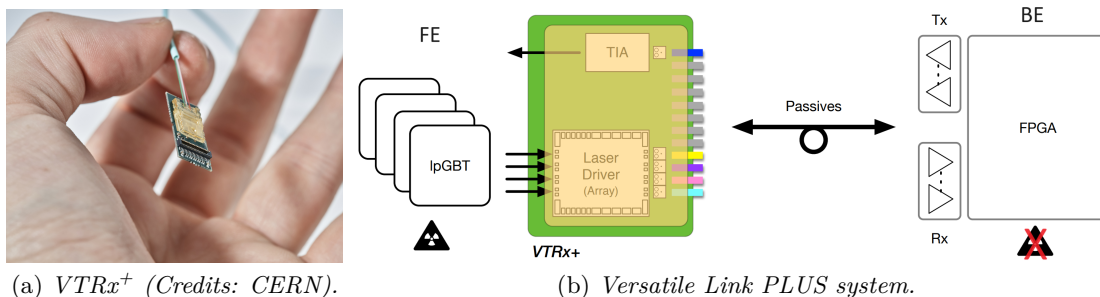 FE
TIA
lpGBT
Laser
Driver
(Array)
VTRx+
Passives
Tx
BE
FPGA
Rx
(a) VTRx+ (Credits: CERN).
(b) Versatile Link PLUS system.